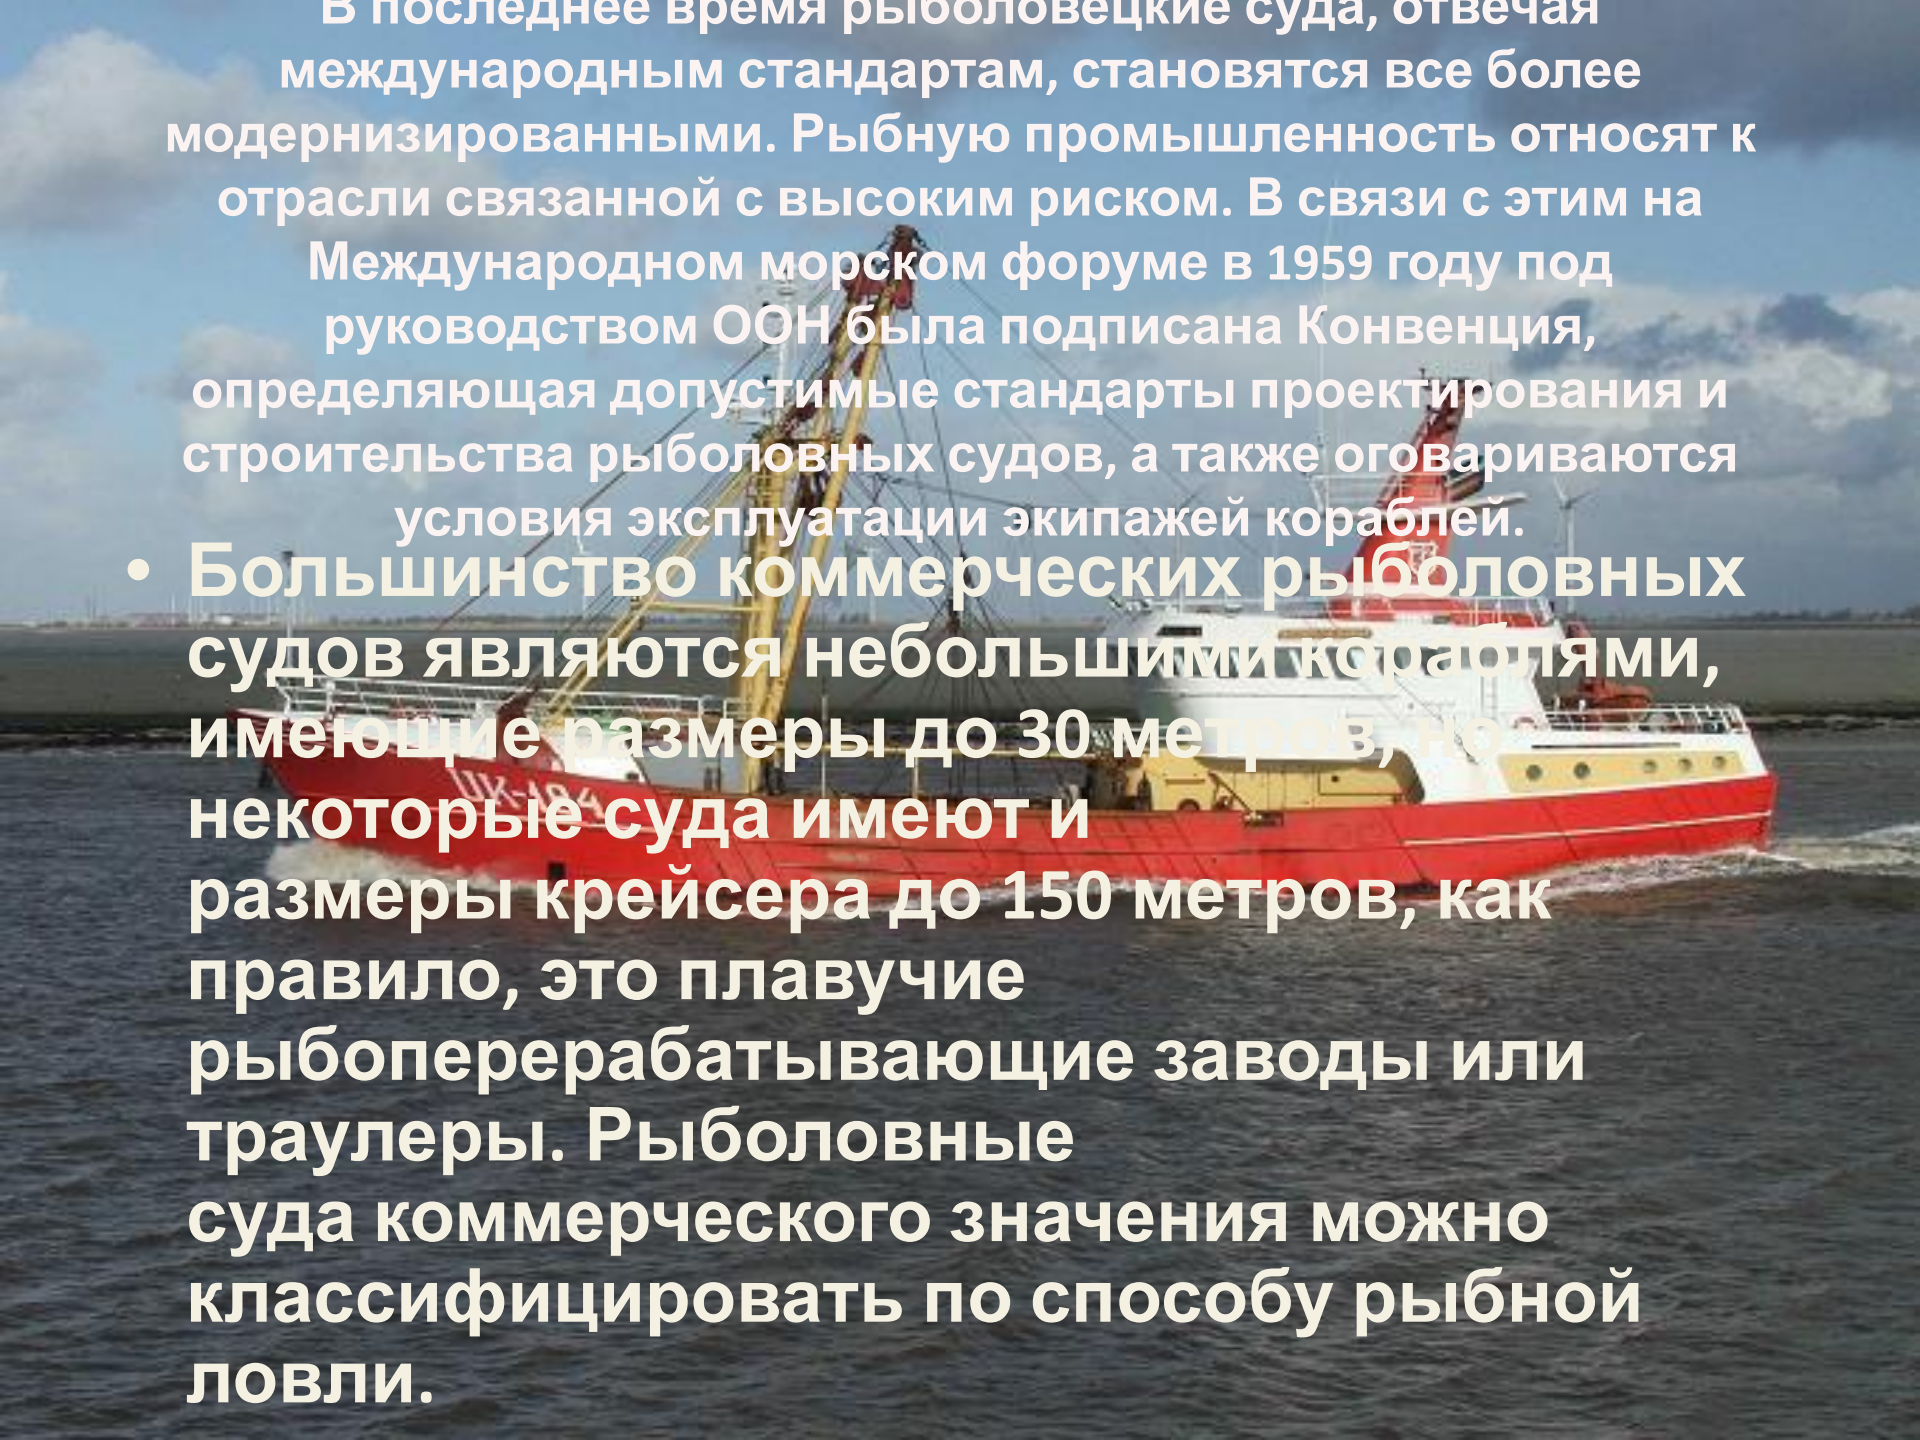 В последнее время рыболовецкие суда, отвечая
международным стандартам, становятся все более
модернизированными. Рыбную промышленность относят к
отрасли связанной с высоким риском. В связи с этим на
Международном морском форуме в 1959 году под
руководством ООН была подписана Конвенция,
определяющая допустимые стандарты проектирования и
строительства рыболовных судов, а также оговариваются
условия эксплуатации экипажей кораблей.
• Большинство коммерческих рыболовных
судов являются небольшими кораблями,
имеющие размеры до 30 метров, но
некоторые суда имеют и
размеры крейсера до 150 метров, как
правило, это плавучие
рыбоперерабатывающие заводы или
траулеры. Рыболовные
суда коммерческого значения можно
классифицировать по способу рыбной
ловли.
UK-184